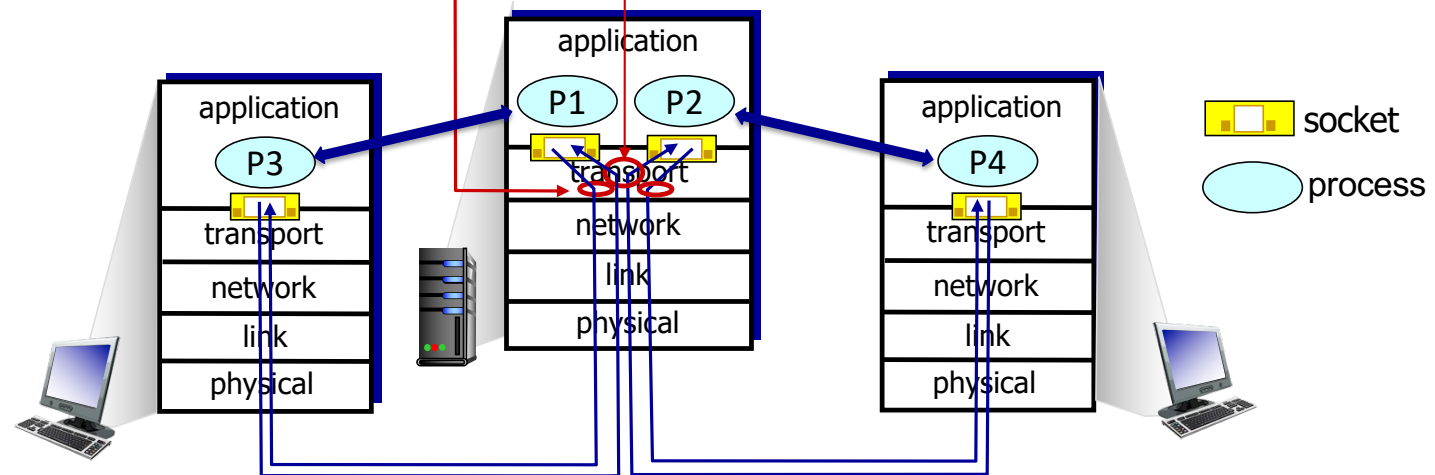 application
P3
transport
network
link
physical
application
P1
P2
transport
network
link
physical
application
P4
transport
network
link
physical
socket
process